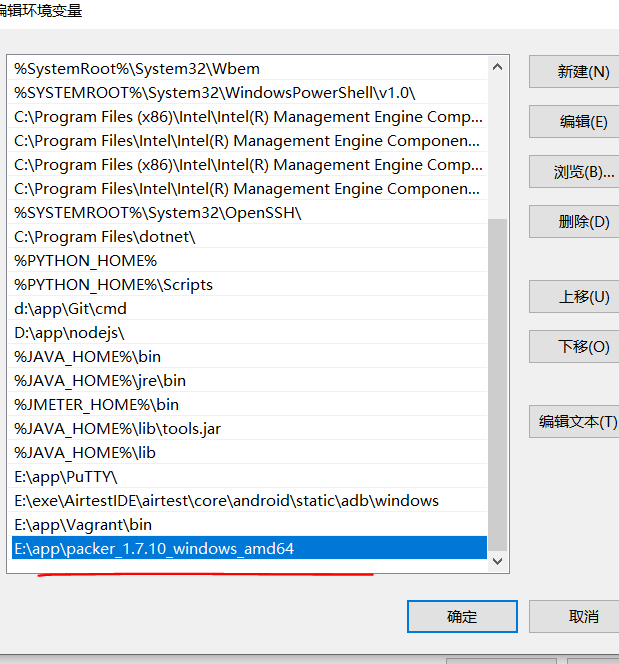 编辑环境变量
%SystemRoot%\System32\Wbem
%SYSTEMROOT%\System32\WindowsPowerShell\v1.0\
C:\Program Files (x86)\Intel\Intel(R) Management Engine Comp...
C:\Program Files\Intel\Intel(R) Management Engine Componen...
C:\Program Files (x86)\Intel\Intel(R) Management Engine Comp...
C:\Program Files\Intel\Intel(R) Management Engine Componen...
%SYSTEMROOT%\System32\OpenSSH\
C:\Program Files\dotnet\
%PYTHON_HOME%
%PYTHON_HOME%\Scripts
d:\app\Git\cmd
D:\app\nodejs\
%JAVA_HOME%\bin
%JAVA_HOME%\jre\bin
%JMETER_HOME%\bin
%JAVA_HOME%\lib\tools.jar
%JAVA_HOME%\lib
E:\app\PuTTY\
E:\exe\AirtestIDE\airtest\core\android\static\adb\windows
E:\app\Vagrant\bin
E:\app\packer_1.7.10_windows_amd64
新建(N)
编辑(E)
浏览(B)...
删除(D)
上移(U)
下移(O)
编辑文本(T)
确定
取消